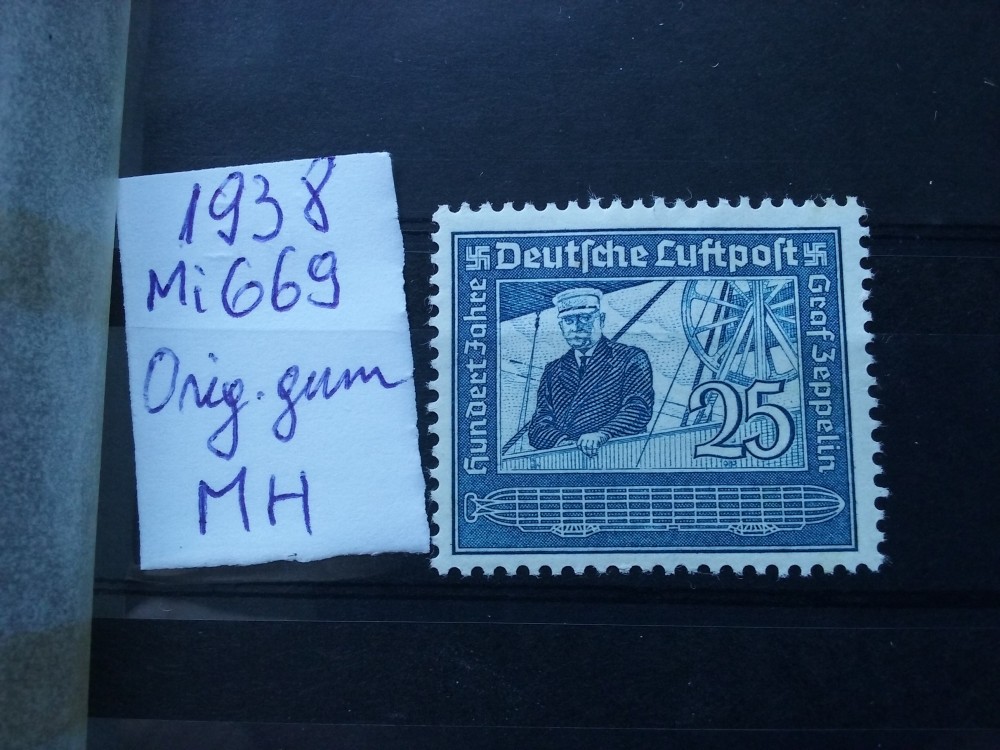 1938
Mi 669
Orig. gum
MH
Deutsche Luftpost
Hundert Jahre
Graf Zeppelin
25